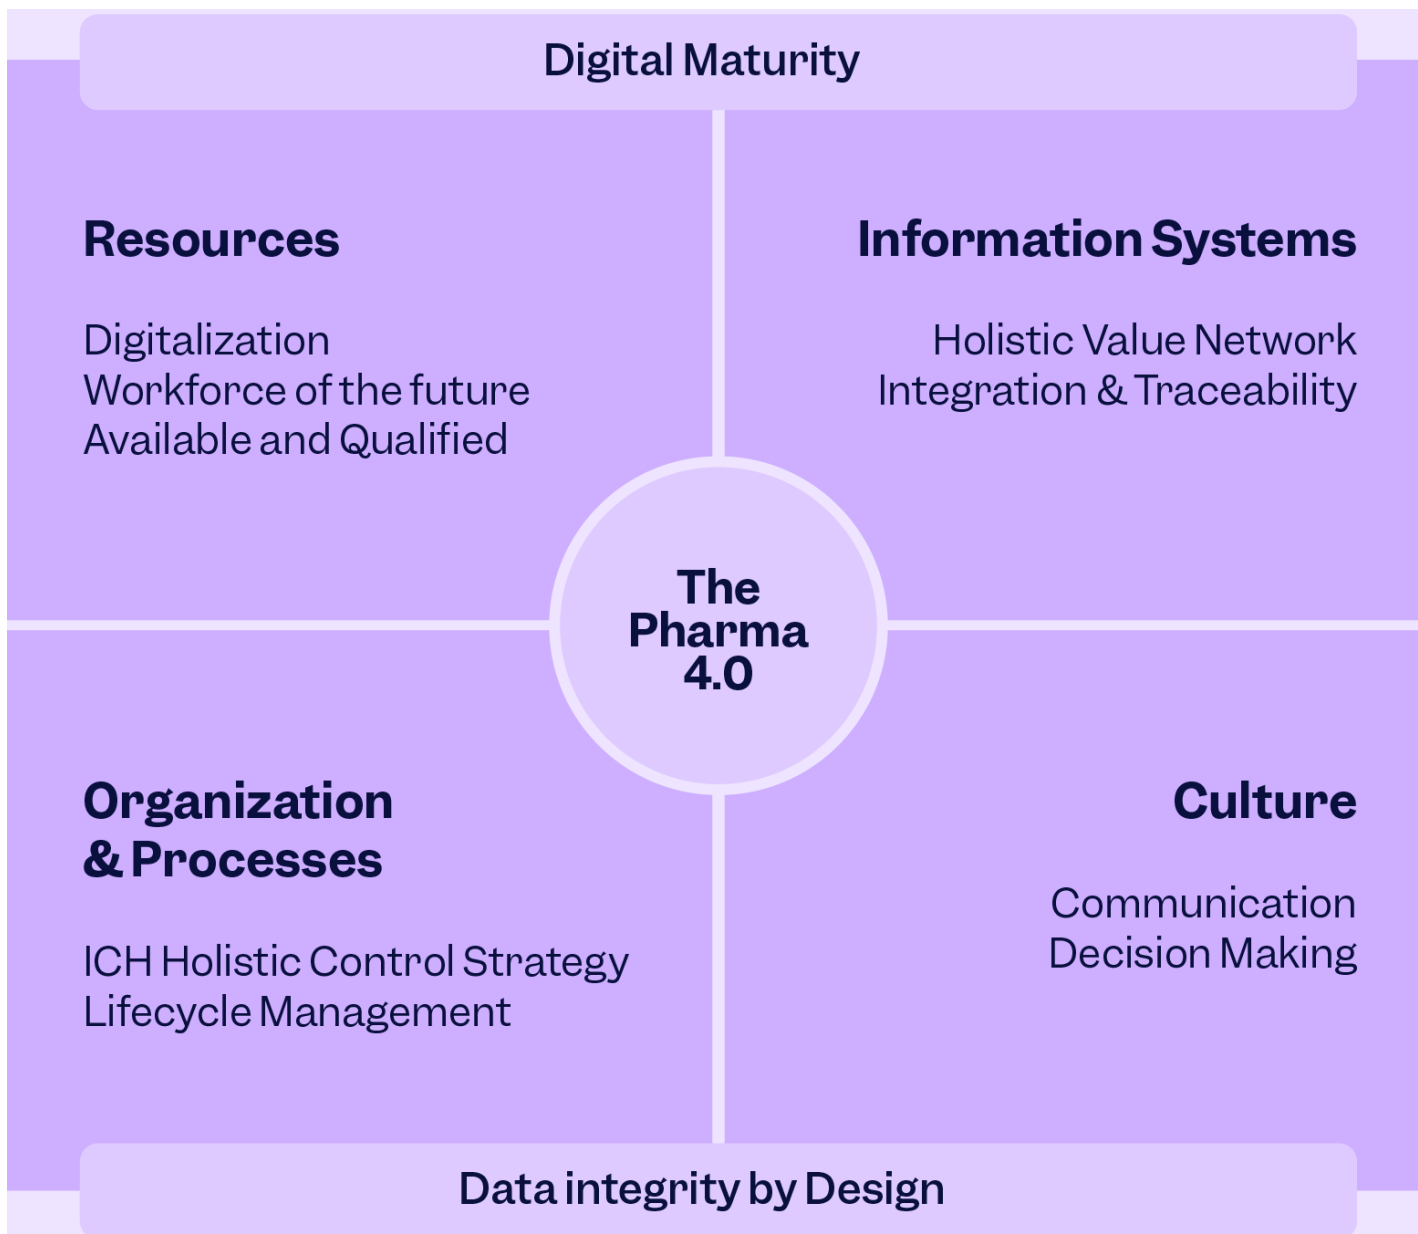 Digital Maturity
Resources
Digitalization
Workforce of the future
Available and Qualified
Information Systems
Holistic Value Network
Integration & Traceability
The
Pharma
4.0
Organization
& Processes
ICH Holistic Control Strategy
Lifecycle Management
Culture
Communication
Decision Making
Data integrity by Design